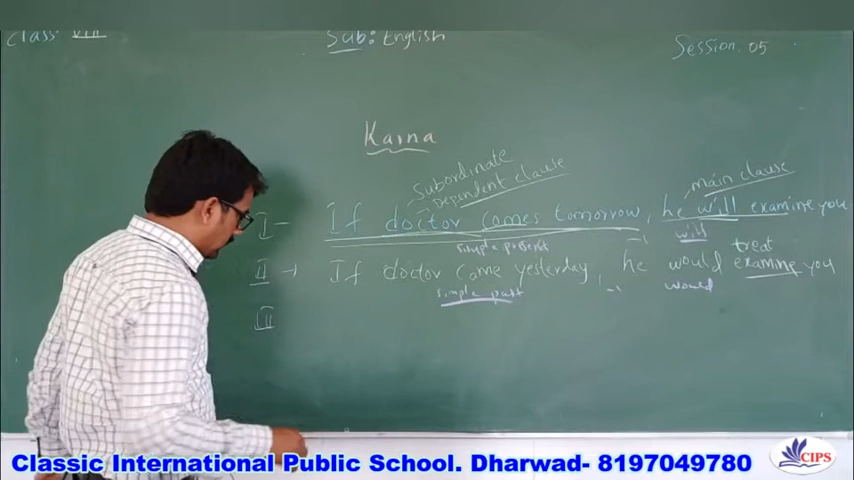 Class: VIII Sub: English Session. 05
Karna
Subordinate
Dependent clause main clause
I - If doctor comes tomorrow, he will examine you
simple present will
treat
II → If doctor came yesterday, he would examine you
simple past would
III
Classic International Public School. Dharwad- 8197049780
CIPS